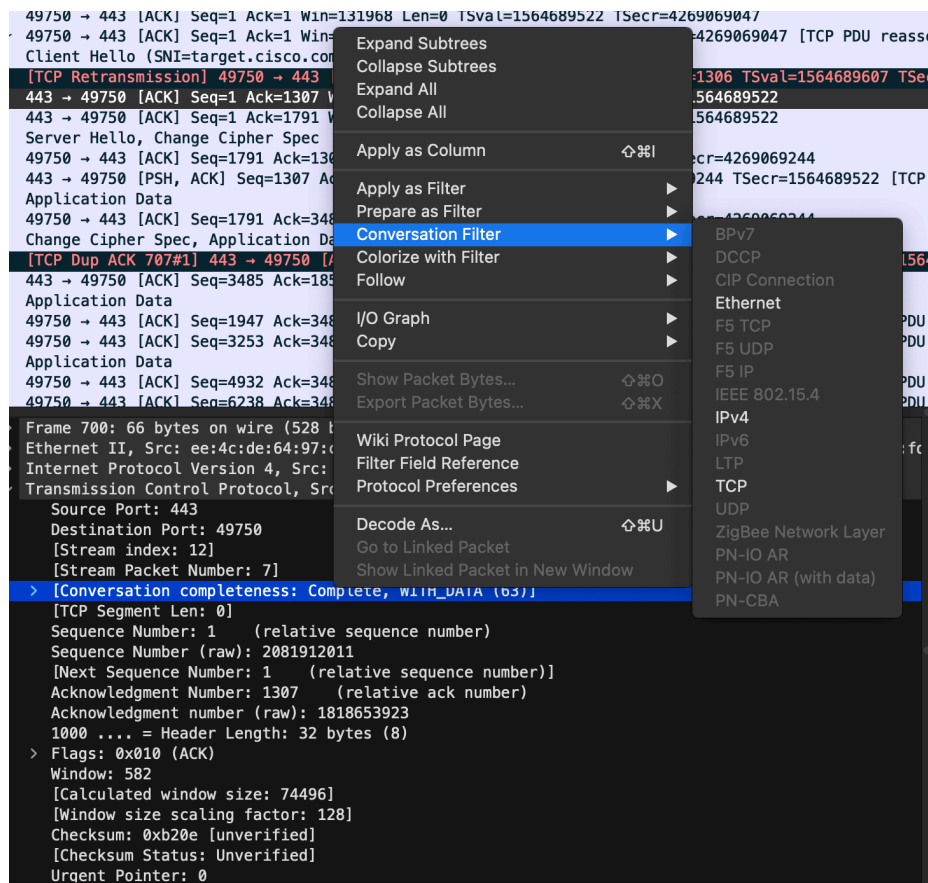 49750 → 443 [ACK] Seq=1 Ack=1 Win=131968 Len=0 TSval=1564689522 TSecr=4269069047
49750 → 443 [ACK] Seq=1 Ack=1 Win= =4269069047 [TCP PDU reass
Client Hello (SNI=target.cisco.com
[TCP Retransmission] 49750 → 443 =1306 TSval=1564689607 TSe
443 → 49750 [ACK] Seq=1 Ack=1307 W .564689522
443 → 49750 [ACK] Seq=1 Ack=1791 W .564689522
Server Hello, Change Cipher Spec
49750 → 443 [ACK] Seq=1791 Ack=130 ecr=4269069244
443 → 49750 [PSH, ACK] Seq=1307 Ac 244 TSecr=1564689522 [TCP
Application Data
49750 → 443 [ACK] Seq=1791 Ack=348
Change Cipher Spec, Application Da
[TCP Dup ACK 707#1] 443 → 49750 [A 156
443 → 49750 [ACK] Seq=3485 Ack=185
Application Data
49750 → 443 [ACK] Seq=1947 Ack=348 PDU
49750 → 443 [ACK] Seq=3253 Ack=348 PDU
Application Data
49750 → 443 [ACK] Seq=4932 Ack=348 PDU
49750 → 443 [ACK] Seq=6238 Ack=348 PDU
Expand Subtrees
Collapse Subtrees
Expand All
Collapse All
Apply as Column ⇧⌘I
Apply as Filter
Prepare as Filter
Conversation Filter
Colorize with Filter
Follow
I/O Graph
Copy
Show Packet Bytes... ⇧⌘O
Export Packet Bytes... ⇧⌘X
Wiki Protocol Page
Filter Field Reference
Protocol Preferences
Decode As... ⇧⌘U
Go to Linked Packet
Show Linked Packet in New Window
BPv7
DCCP
CIP Connection
Ethernet
F5 TCP
F5 UDP
F5 IP
IEEE 802.15.4
IPv4
IPv6
LTP
TCP
UDP
ZigBee Network Layer
PN-IO AR
PN-IO AR (with data)
PN-CBA
Frame 700: 66 bytes on wire (528 b
Ethernet II, Src: ee:4c:de:64:97:c :fc
Internet Protocol Version 4, Src:
Transmission Control Protocol, Src
Source Port: 443
Destination Port: 49750
[Stream index: 12]
[Stream Packet Number: 7]
[Conversation completeness: Complete, WITH_DATA (63)]
[TCP Segment Len: 0]
Sequence Number: 1 (relative sequence number)
Sequence Number (raw): 2081912011
[Next Sequence Number: 1 (relative sequence number)]
Acknowledgment Number: 1307 (relative ack number)
Acknowledgment number (raw): 1818653923
1000 .... = Header Length: 32 bytes (8)
Flags: 0x010 (ACK)
Window: 582
[Calculated window size: 74496]
[Window size scaling factor: 128]
Checksum: 0xb20e [unverified]
[Checksum Status: Unverified]
Urgent Pointer: 0